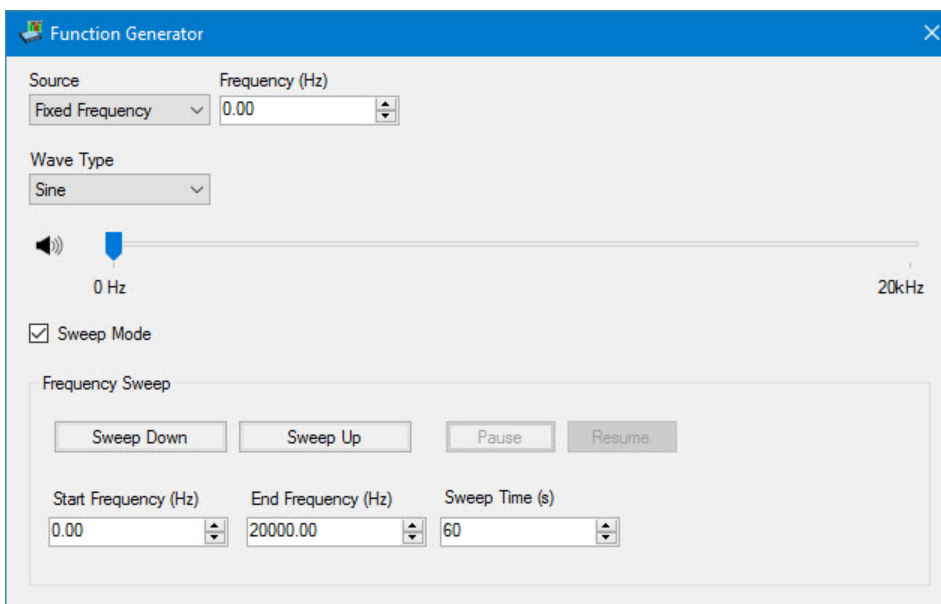 Function Generator
Source Frequency (Hz)
Fixed Frequency 0.00
Wave Type
Sine
0 Hz 20kHz
Sweep Mode
Frequency Sweep
Sweep Down Sweep Up Pause Resume
Start Frequency (Hz) End Frequency (Hz) Sweep Time (s)
0.00 20000.00 60